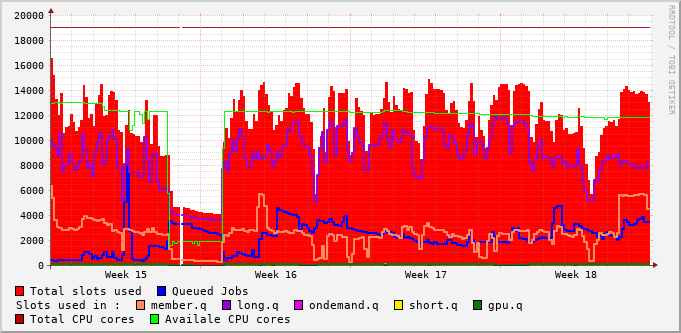 20000
18000
16000
14000
12000
10000
8000
6000
4000
2000
0
Week 15 Week 16 Week 17 Week 18
Total slots used Queued Jobs
Slots used in : member.q long.q ondemand.q short.q gpu.q
Total CPU cores Availale CPU cores
RRDTOOL / TOBI OETIKER